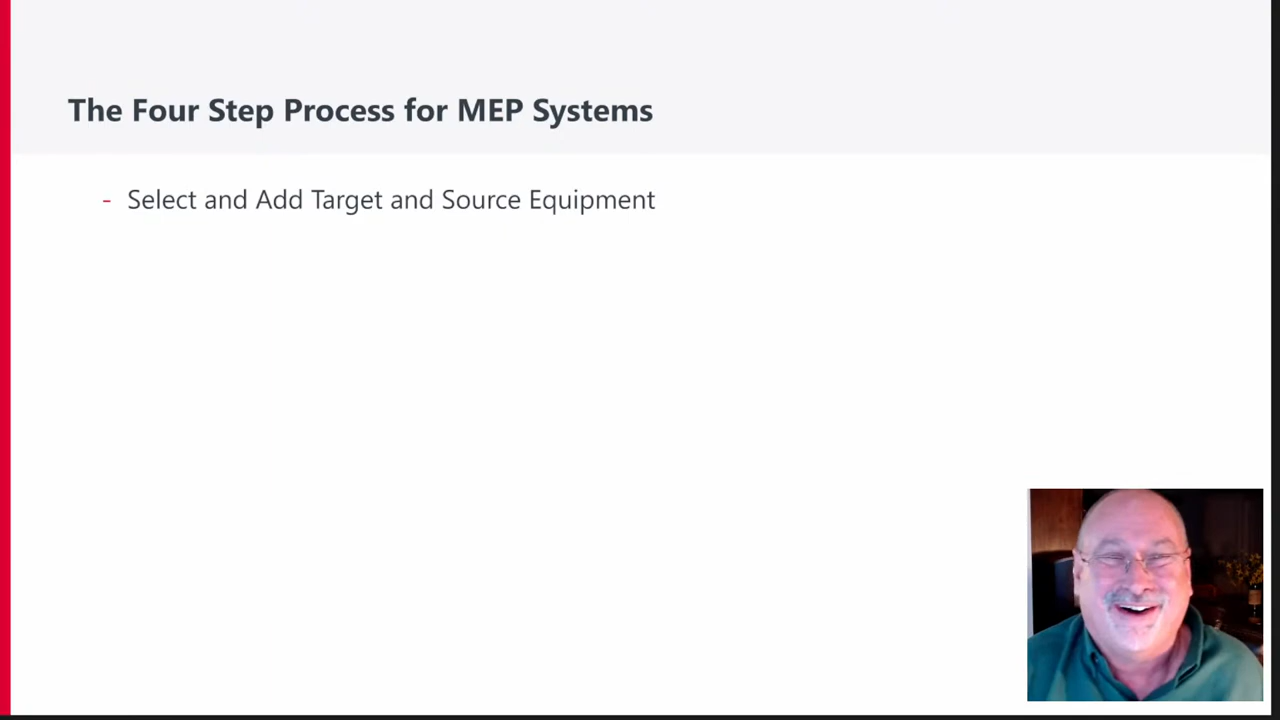 The Four Step Process for MEP Systems
- Select and Add Target and Source Equipment